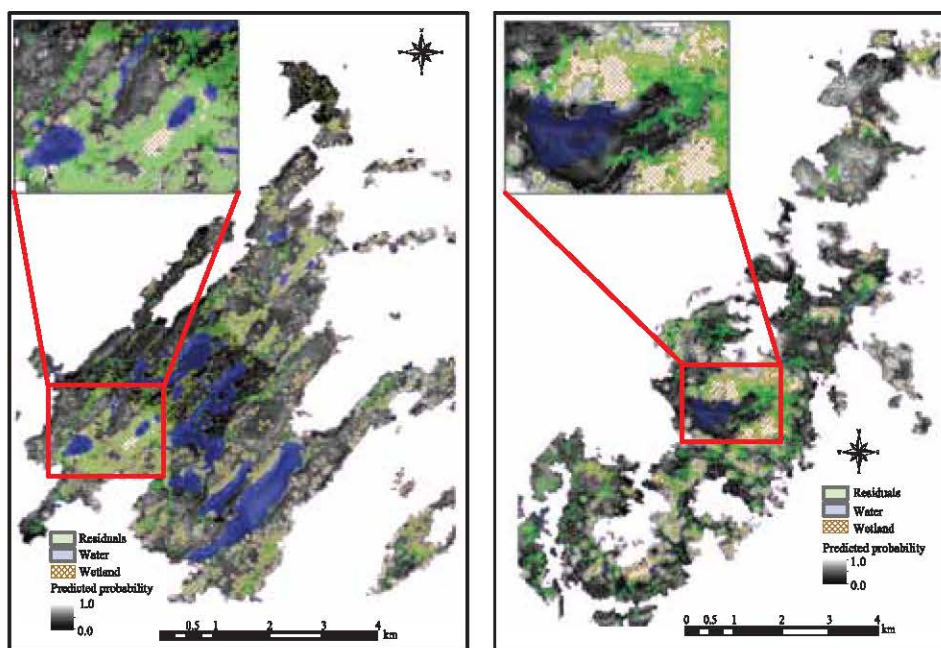 Residuals
Water
Wetland
Predicted probability
1.0
0.0
0 0.5 1 2 3 4
km
Residuals
Water
Wetland
Predicted probability
1.0
0.0
0 0.5 1 2 3 4
km